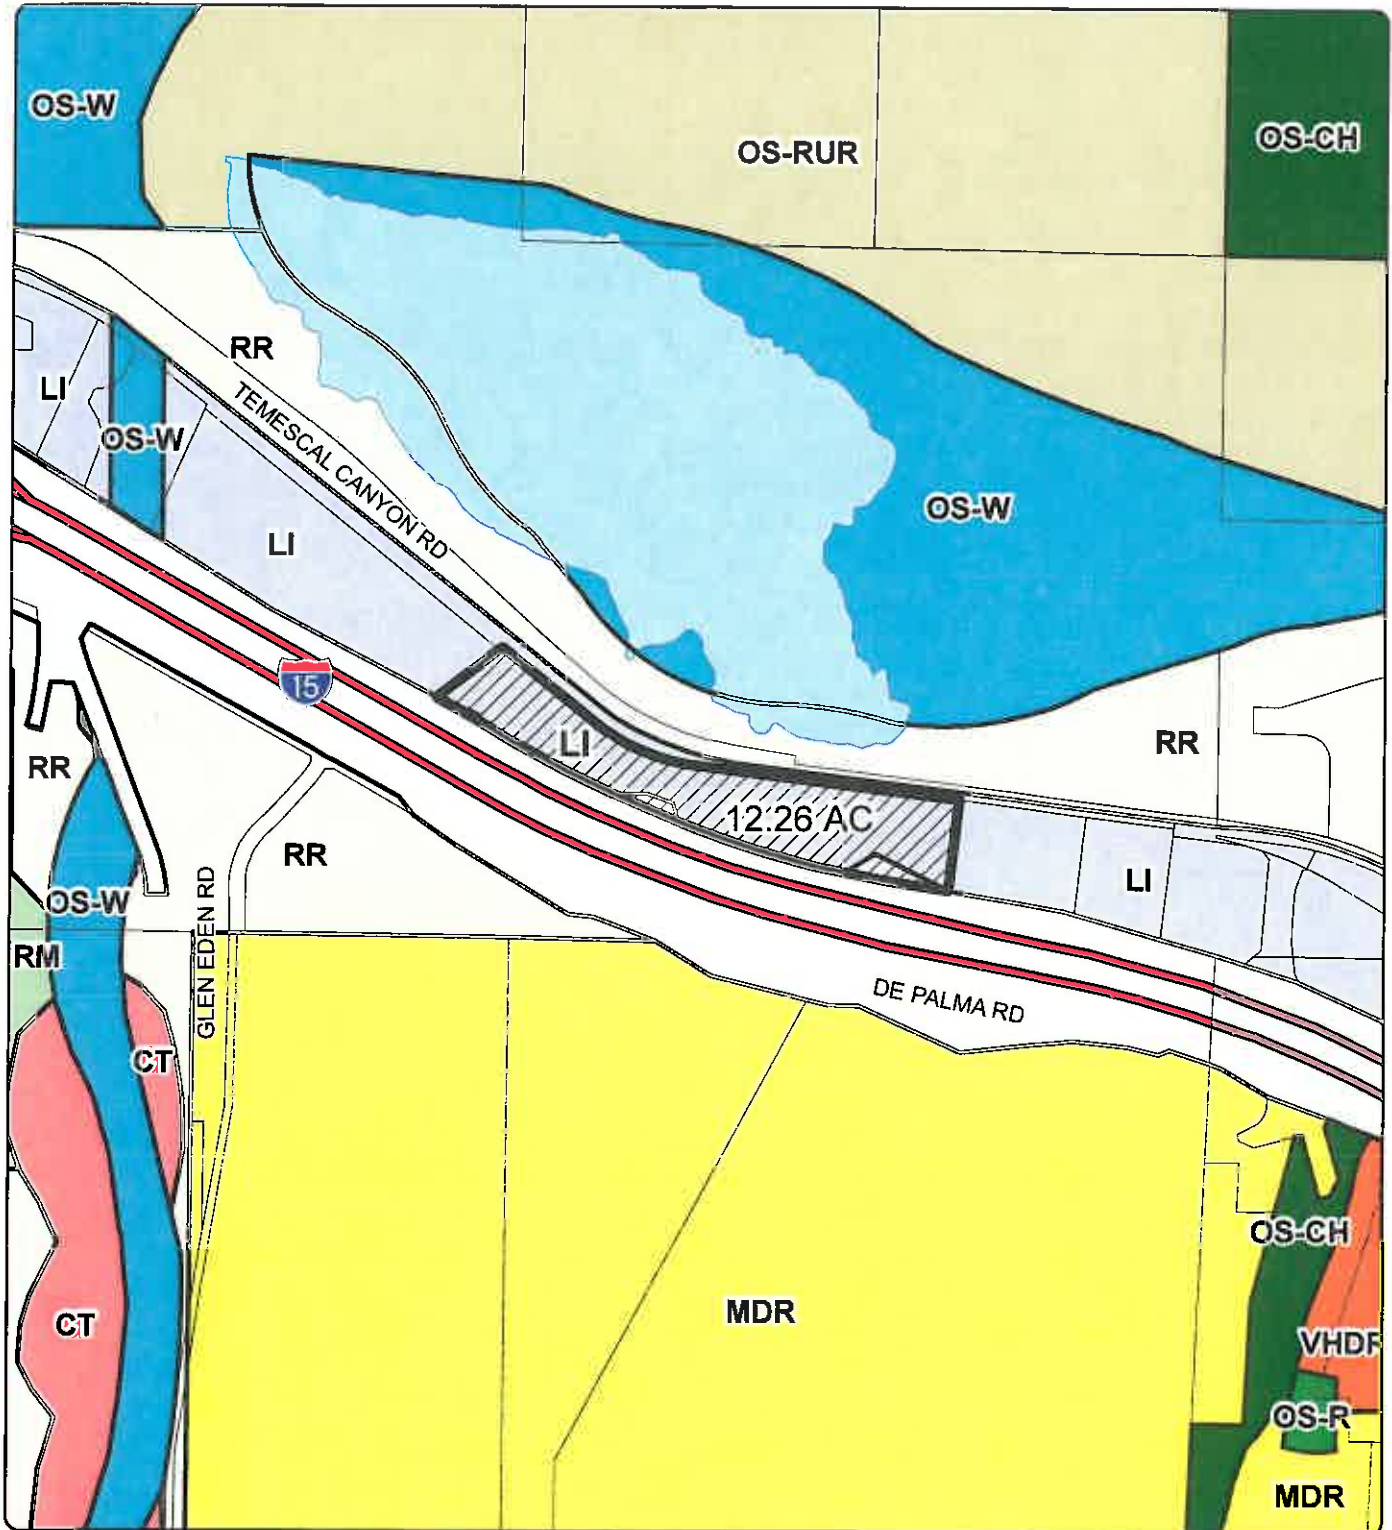 OS-W
OS-RUR
OS-CH
RR
TEMESCAL CANYON RD
LI
OS-W
LI
OS-W
15
LI
12.26 AC
RR
RR
RR
LI
OS-W
RM
GLEN EDEN RD
DE PALMA RD
CT
CT
MDR
OS-CH
VHDR
OS-R
MDR